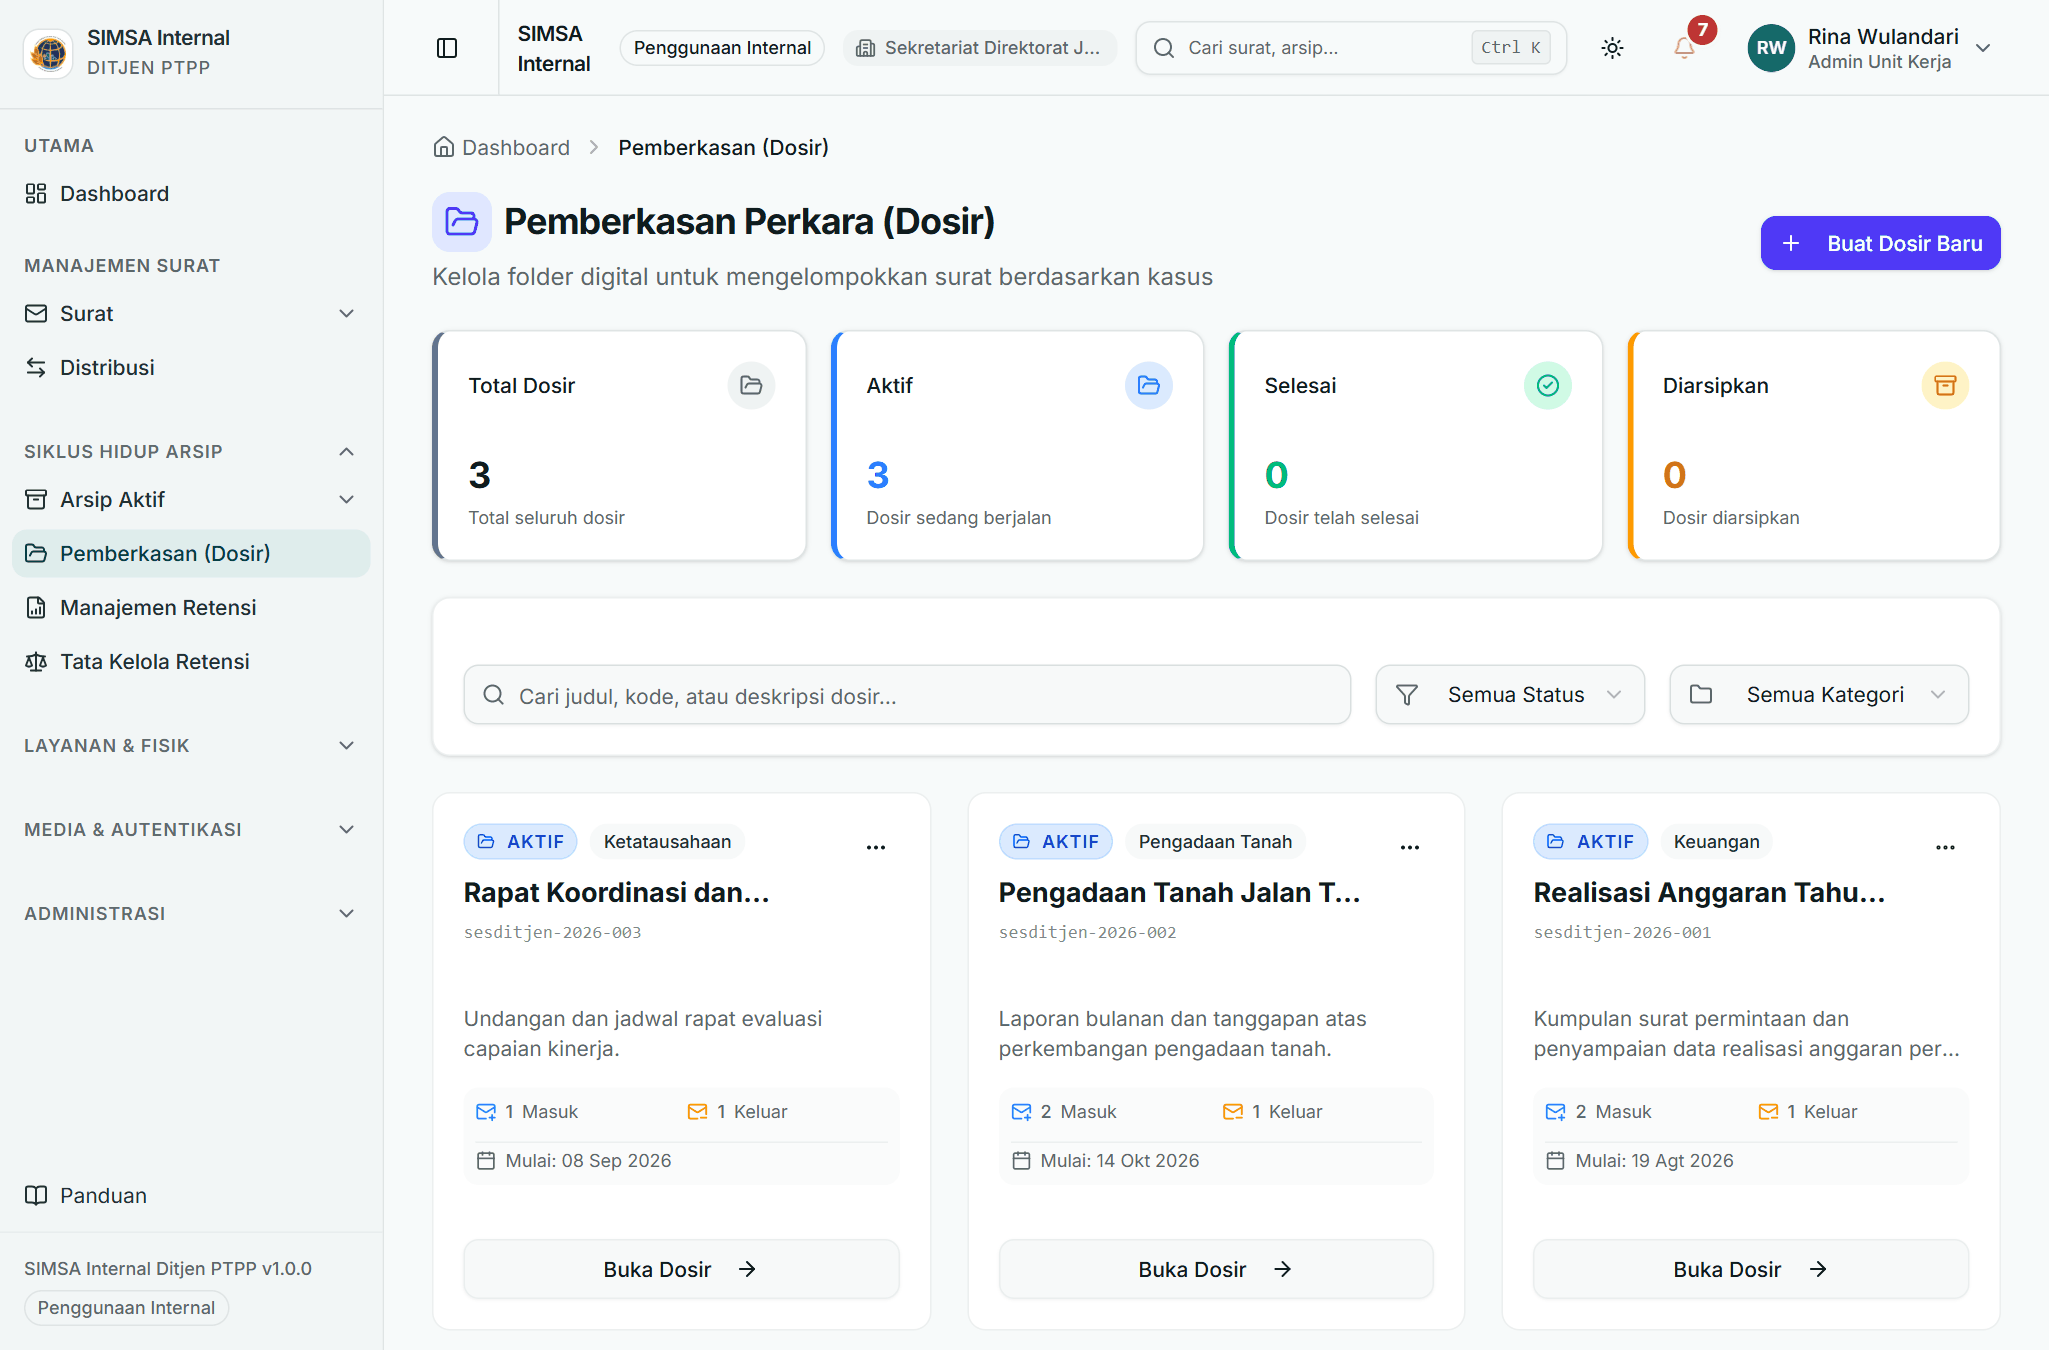 SIMSA Internal
DITJEN PTPP
UTAMA
Dashboard
MANAJEMEN SURAT
Surat
Distribusi
SIKLUS HIDUP ARSIP
Arsip Aktif
Pemberkasan (Dosir)
Manajemen Retensi
Tata Kelola Retensi
LAYANAN & FISIK
MEDIA & AUTENTIKASI
ADMINISTRASI
Panduan
SIMSA Internal Ditjen PTPP v1.0.0
Penggunaan Internal
SIMSA Internal
Penggunaan Internal
Sekretariat Direktorat J...
Cari surat, arsip...
Ctrl K
7
RW
Rina Wulandari
Admin Unit Kerja
Dashboard > Pemberkasan (Dosir)
Pemberkasan Perkara (Dosir)
Kelola folder digital untuk mengelompokkan surat berdasarkan kasus
+ Buat Dosir Baru
Total Dosir
3
Total seluruh dosir
Aktif
3
Dosir sedang berjalan
Selesai
0
Dosir telah selesai
Diarsipkan
0
Dosir diarsipkan
Cari judul, kode, atau deskripsi dosir...
Semua Status
Semua Kategori
AKTIF
Ketatausahaan
Rapat Koordinasi dan...
sesditjen-2026-003
Undangan dan jadwal rapat evaluasi
capaian kinerja.
1 Masuk
1 Keluar
Mulai: 08 Sep 2026
Buka Dosir
AKTIF
Pengadaan Tanah
Pengadaan Tanah Jalan T...
sesditjen-2026-002
Laporan bulanan dan tanggapan atas
perkembangan pengadaan tanah.
2 Masuk
1 Keluar
Mulai: 14 Okt 2026
Buka Dosir
AKTIF
Keuangan
Realisasi Anggaran Tahu...
sesditjen-2026-001
Kumpulan surat permintaan dan
penyampaian data realisasi anggaran per...
2 Masuk
1 Keluar
Mulai: 19 Agt 2026
Buka Dosir